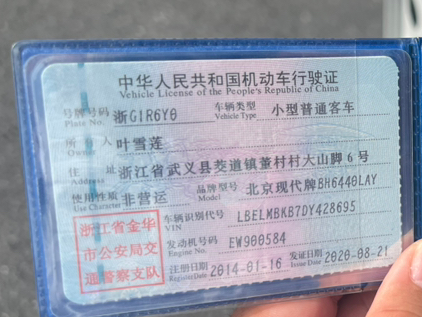 中华人民共和国机动车行驶证
Vehicle License of the People's Republic of China
号牌号码 浙G1R6Y0 车辆类型 小型普通客车
Plate No. Vehicle Type
所有人 叶雪莲
Owner
住址 浙江省武义县茭道镇董村村大山脚6号
Address
使用性质 非营运 品牌型号 北京现代牌BH6440LAY
Use Character Model
浙江省金华
市公安局交
通警察支队
车辆识别代号 LBELMBKB7DY428695
VIN
发动机号码 EW900584
Engine No.
注册日期 2014-01-16 发证日期 2020-08-21
Register Date Issue Date